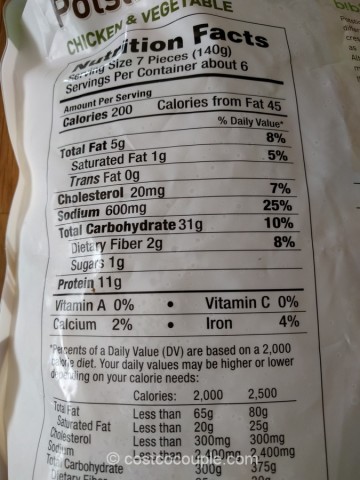 Potst
CHICKEN & VEGETABLE
Nutrition Facts
Serving Size 7 Pieces (140g)
Servings Per Container about 6
Amount Per Serving
Calories 200 Calories from Fat 45
% Daily Value*
Total Fat 5g 8%
Saturated Fat 1g 5%
Trans Fat 0g
Cholesterol 20mg 7%
Sodium 600mg 25%
Total Carbohydrate 31g 10%
Dietary Fiber 2g 8%
Sugars 1g
Protein 11g
Vitamin A 0% • Vitamin C 0%
Calcium 2% • Iron 4%
*Percents of a Daily Value (DV) are based on a 2,000
calorie diet. Your daily values may be higher or lower
depending on your calorie needs:
Calories: 2,000 2,500
Total Fat Less than 65g 80g
Saturated Fat Less than 20g 25g
Cholesterol Less than 300mg 300mg
Sodium Less than 2,400mg 2,400mg
Total Carbohydrate 300g 375g
Dietary Fiber
costcocouple.com